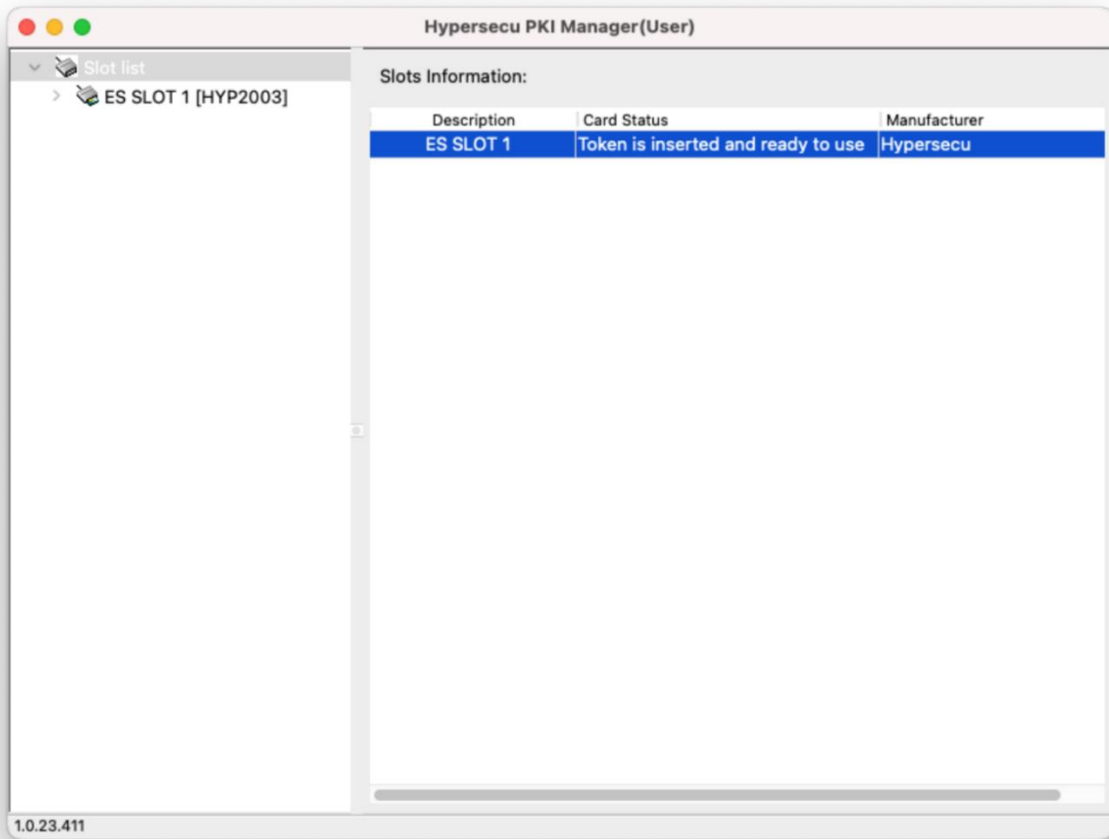 Hypersecu PKI Manager(User)
Slot list
ES SLOT 1 [HYP2003]
Slots Information:
Description Card Status Manufacturer
ES SLOT 1 Token is inserted and ready to use Hypersecu
1.0.23.411